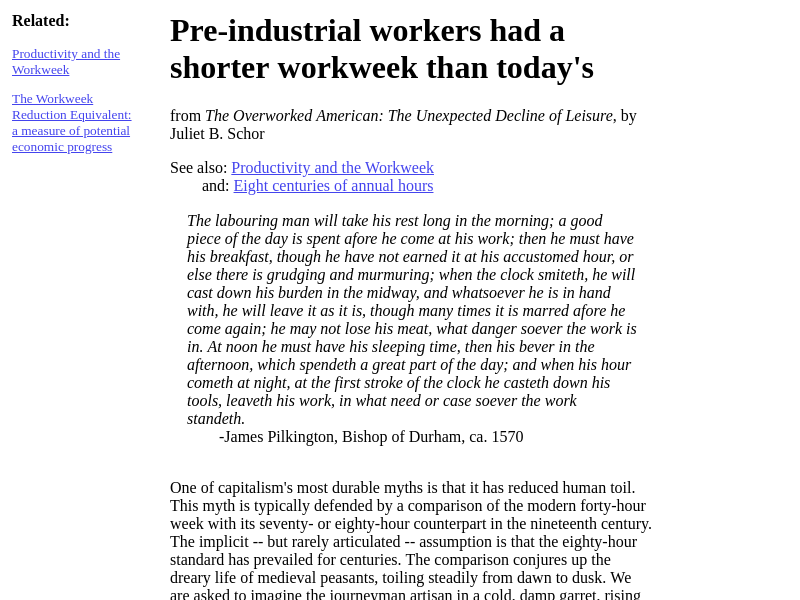 Related:
Productivity and the
Workweek
The Workweek
Reduction Equivalent:
a measure of potential
economic progress
Pre-industrial workers had a
shorter workweek than today's
from The Overworked American: The Unexpected Decline of Leisure, by
Juliet B. Schor
See also: Productivity and the Workweek
and: Eight centuries of annual hours
The labouring man will take his rest long in the morning; a good
piece of the day is spent afore he come at his work; then he must have
his breakfast, though he have not earned it at his accustomed hour, or
else there is grudging and murmuring; when the clock smiteth, he will
cast down his burden in the midway, and whatsoever he is in hand
with, he will leave it as it is, though many times it is marred afore he
come again; he may not lose his meat, what danger soever the work is
in. At noon he must have his sleeping time, then his bever in the
afternoon, which spendeth a great part of the day; and when his hour
cometh at night, at the first stroke of the clock he casteth down his
tools, leaveth his work, in what need or case soever the work
standeth.
-James Pilkington, Bishop of Durham, ca. 1570
One of capitalism's most durable myths is that it has reduced human toil.
This myth is typically defended by a comparison of the modern forty-hour
week with its seventy- or eighty-hour counterpart in the nineteenth century.
The implicit -- but rarely articulated -- assumption is that the eighty-hour
standard has prevailed for centuries. The comparison conjures up the
dreary life of medieval peasants, toiling steadily from dawn to dusk. We
are asked to imagine the journeyman artisan in a cold, damp garret, rising